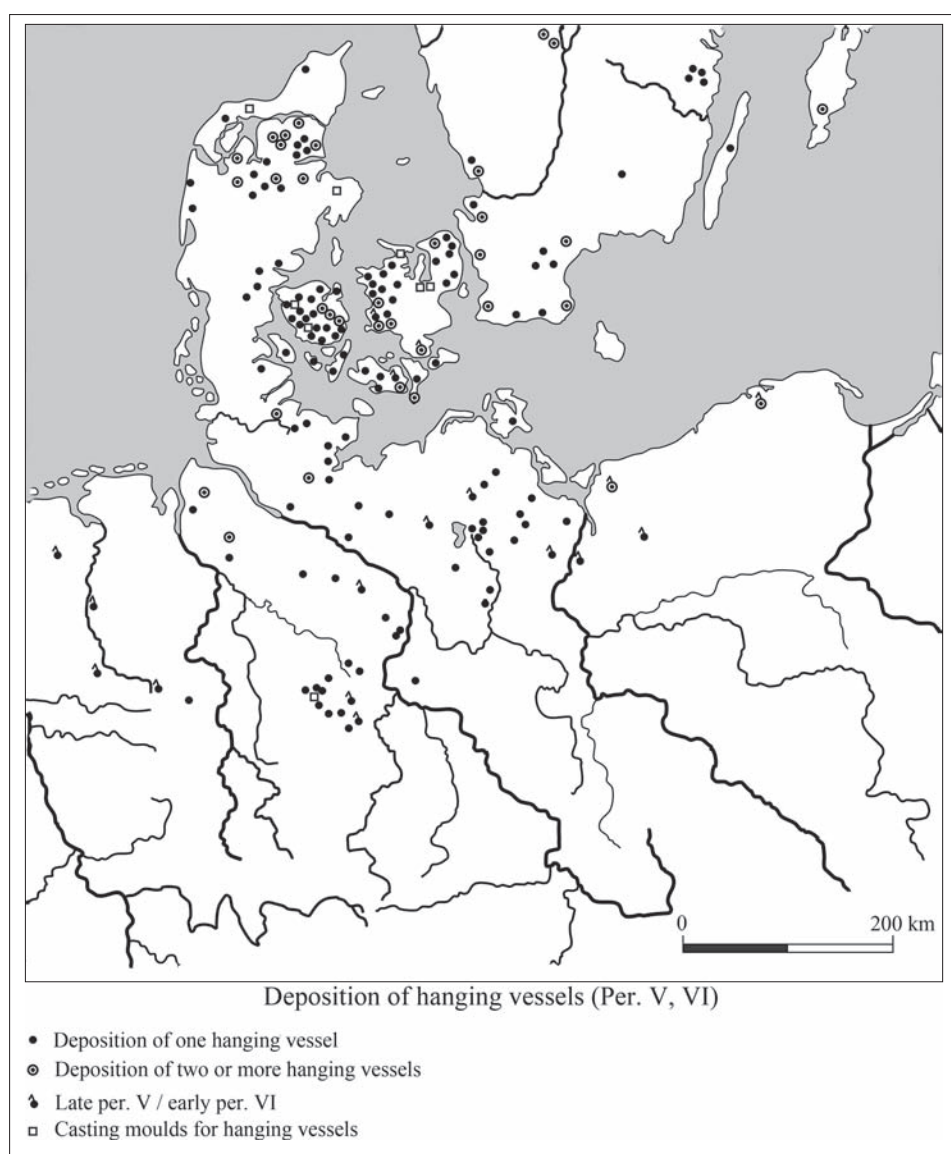 0 200 km
Deposition of hanging vessels (Per. V, VI)
Deposition of one hanging vessel
Deposition of two or more hanging vessels
Late per. V / early per. VI
Casting moulds for hanging vessels